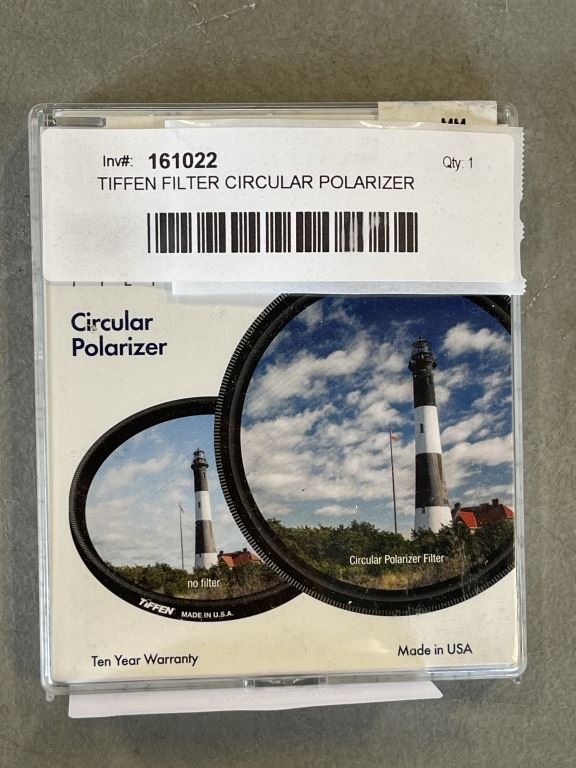 MM
Inv#: 161022 Qty: 1
TIFFEN FILTER CIRCULAR POLARIZER
Circular
Polarizer
Circular Polarizer Filter
no filter
TIFFEN MADE IN U.S.A.
Ten Year Warranty
Made in USA